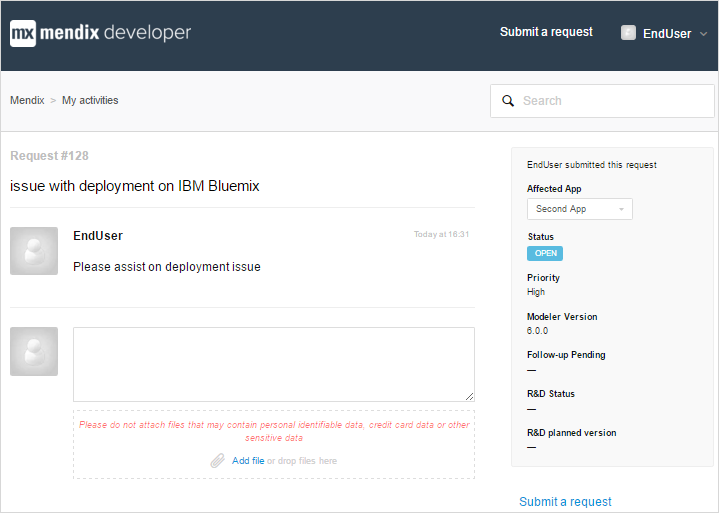 mx mendix developer
Submit a request
EndUser
Mendix > My activities
Search
Request #128
issue with deployment on IBM Bluemix
EndUser
Today at 16:31
Please assist on deployment issue
Please do not attach files that may contain personal identifiable data, credit card data or other
sensitive data
Add file or drop files here
EndUser submitted this request
Affected App
Second App
Status
OPEN
Priority
High
Modeler Version
6.0.0
Follow-up Pending
—
R&D Status
—
R&D planned version
—
Submit a request